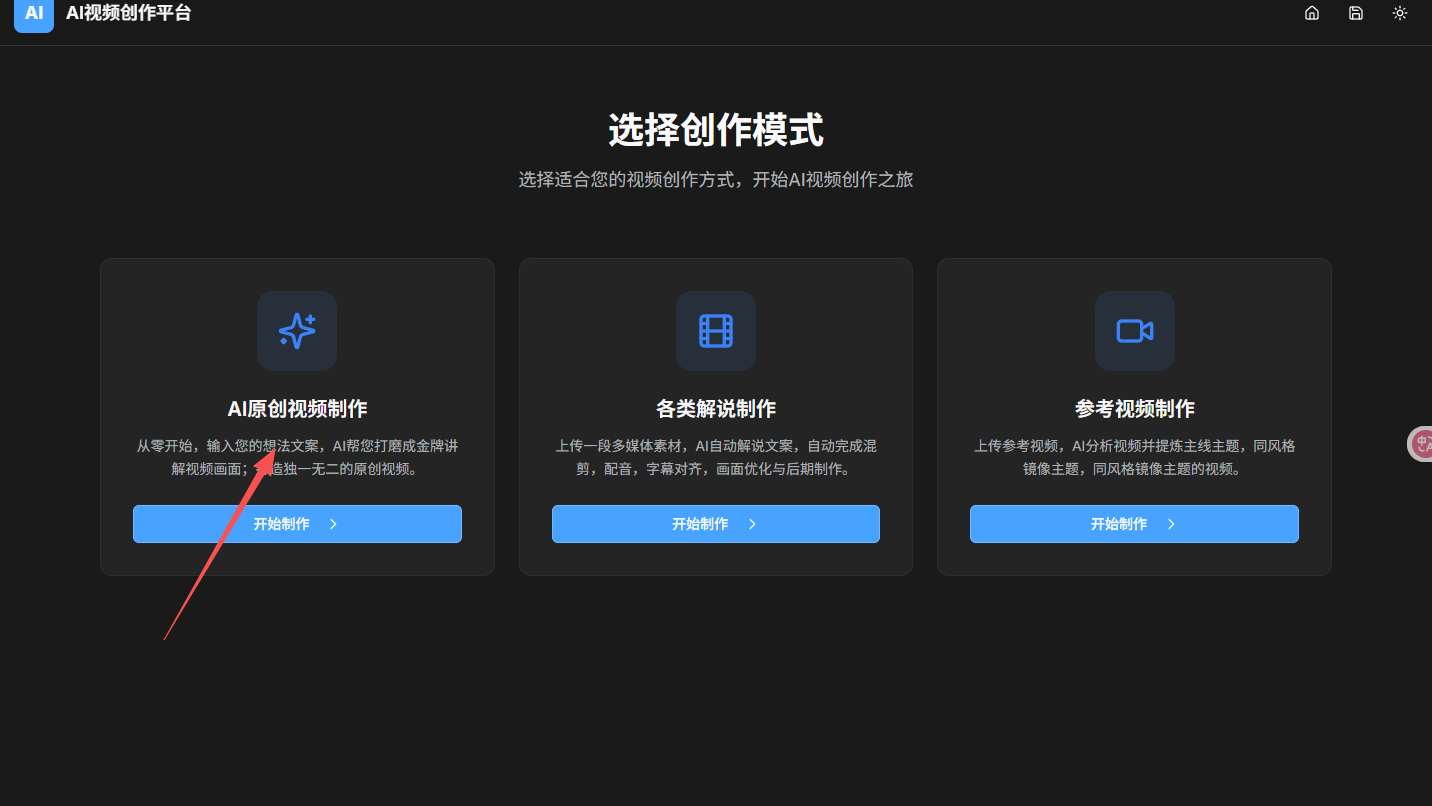 AI
AI视频创作平台
选择创作模式
选择适合您的视频创作方式，开始AI视频创作之旅
AI原创视频制作
从零开始，输入您的想法文案，AI帮您打磨成金牌讲
解视频画面；造独一无二的原创视频。
开始制作
各类解说制作
上传一段多媒体素材，AI自动解说文案，自动完成混
剪，配音，字幕对齐，画面优化与后期制作。
开始制作
参考视频制作
上传参考视频，AI分析视频并提炼主线主题，同风格
镜像主题，同风格镜像主题的视频。
开始制作